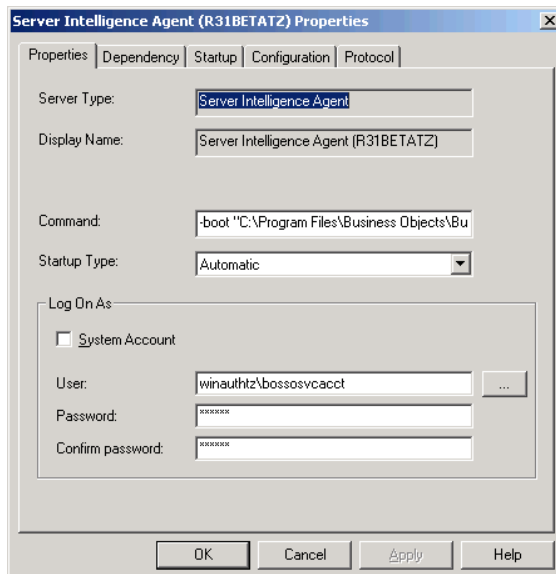 Server Intelligence Agent (R31BETATZ) Properties
Properties Dependency Startup Configuration Protocol
Server Type: Server Intelligence Agent
Display Name: Server Intelligence Agent (R31BETATZ)
Command: -boot "C:\Program Files\Business Objects\Bu
Startup Type: Automatic
Log On As
System Account
User: winauthtz\bossosvcacct ...
Password: ******
Confirm password: ******
OK Cancel Apply Help